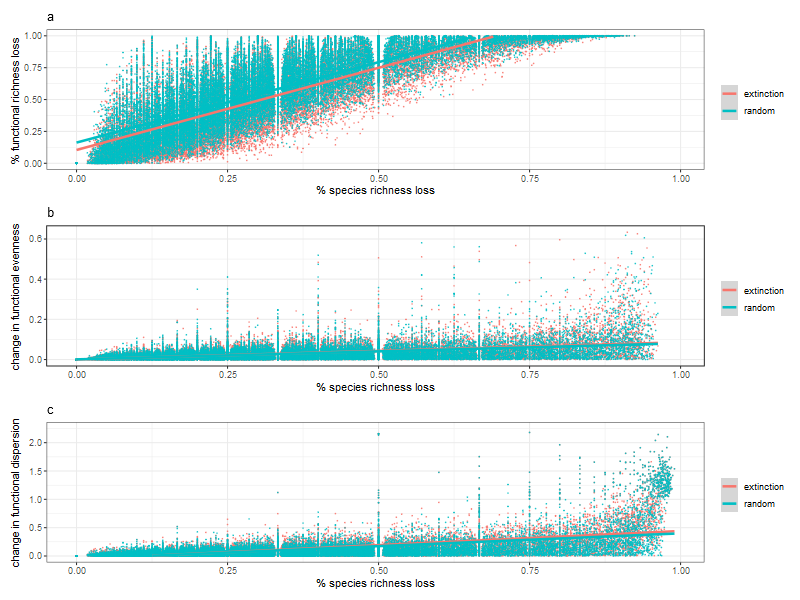 a
% functional richness loss
1.00
0.75
0.50
0.25
0.00
0.00 0.25 0.50 0.75 1.00
% species richness loss
extinction
random
b
change in functional evenness
0.6
0.4
0.2
0.0
0.00 0.25 0.50 0.75 1.00
% species richness loss
extinction
random
c
change in functional dispersion
2.0
1.5
1.0
0.5
0.0
0.00 0.25 0.50 0.75 1.00
% species richness loss
extinction
random